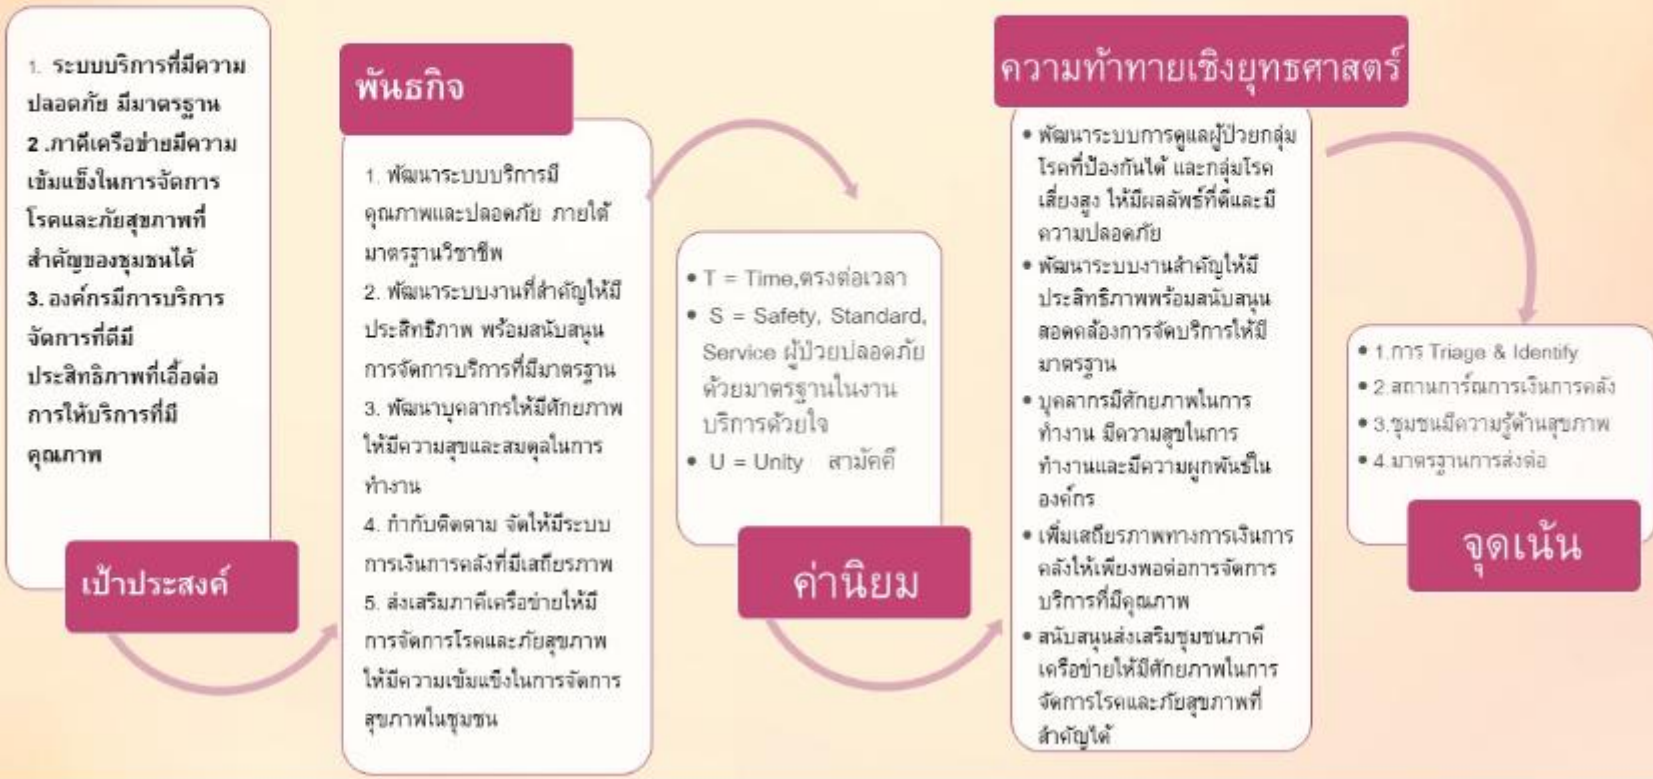 1. ระบบบริการที่มีความ
ปลอดภัย มีมาตรฐาน
2 .ภาคีเครือข่ายมีความ
เข้มแข็งในการจัดการ
โรคและภัยสุขภาพที่
สำคัญของชุมชนได้
3. องค์กรมีการบริการ
จัดการที่ดีมี
ประสิทธิภาพที่เอื้อต่อ
การให้บริการที่มี
คุณภาพ
เป้าประสงค์
พันธกิจ
1. พัฒนาระบบบริการมี
คุณภาพและปลอดภัย ภายใต้
มาตรฐานวิชาชีพ
2. พัฒนาระบบงานที่สำคัญให้มี
ประสิทธิภาพ พร้อมสนับสนุน
การจัดการบริการที่มีมาตรฐาน
3. พัฒนาบุคลากรให้มีศักยภาพ
ให้มีความสุขและสมดุลในการ
ทำงาน
4. กำกับติดตาม จัดให้มีระบบ
การเงินการคลังที่มีเสถียรภาพ
5. ส่งเสริมภาคีเครือข่ายให้มี
การจัดการโรคและภัยสุขภาพ
ให้มีความเข้มแข็งในการจัดการ
สุขภาพในชุมชน
• T = Time,ตรงต่อเวลา
• S = Safety, Standard,
Service ผู้ป่วยปลอดภัย
ด้วยมาตรฐานในงาน
บริการด้วยใจ
• U = Unity สามัคคี
ค่านิยม
ความท้าทายเชิงยุทธศาสตร์
• พัฒนาระบบการดูแลผู้ป่วยกลุ่ม
โรคที่ป้องกันได้ และกลุ่มโรค
เสี่ยงสูง ให้มีผลลัพธ์ที่ดีและมี
ความปลอดภัย
• พัฒนาระบบงานสำคัญให้มี
ประสิทธิภาพพร้อมสนับสนุน
สอดคล้องการจัดบริการให้มี
มาตรฐาน
• บุคลากรมีศักยภาพในการ
ทำงาน มีความสุขในการ
ทำงานและมีความผูกพันธ์ใน
องค์กร
• เพิ่มเสถียรภาพทางการเงินการ
คลังให้เพียงพอต่อการจัดการ
บริการที่มีคุณภาพ
• สนับสนุนส่งเสริมชุมชนภาคี
เครือข่ายให้มีศักยภาพในการ
จัดการโรคและภัยสุขภาพที่
สำคัญได้
• 1.การ Triage & Identify
• 2.สถานการ์ณการเงินการคลัง
• 3.ชุมชนมีความรู้ด้านสุขภาพ
• 4.มาตรฐานการส่งต่อ
จุดเน้น